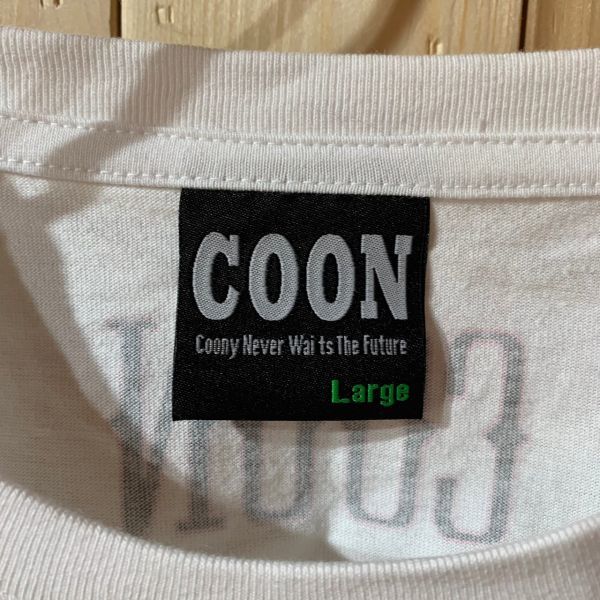 COON
Coony Never Wai ts The Future
Large